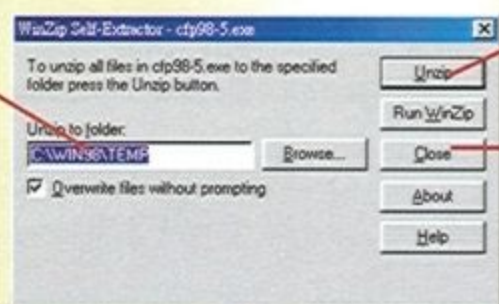 WinZip Self-Extractor - cfp98-5.exe
To unzip all files in cfp98-5.exe to the specified
folder press the Unzip button.
Unzip to folder:
C:\WIN98\TEMP
Browse...
Overwrite files without prompting
Unzip
Run WinZip
Close
About
Help